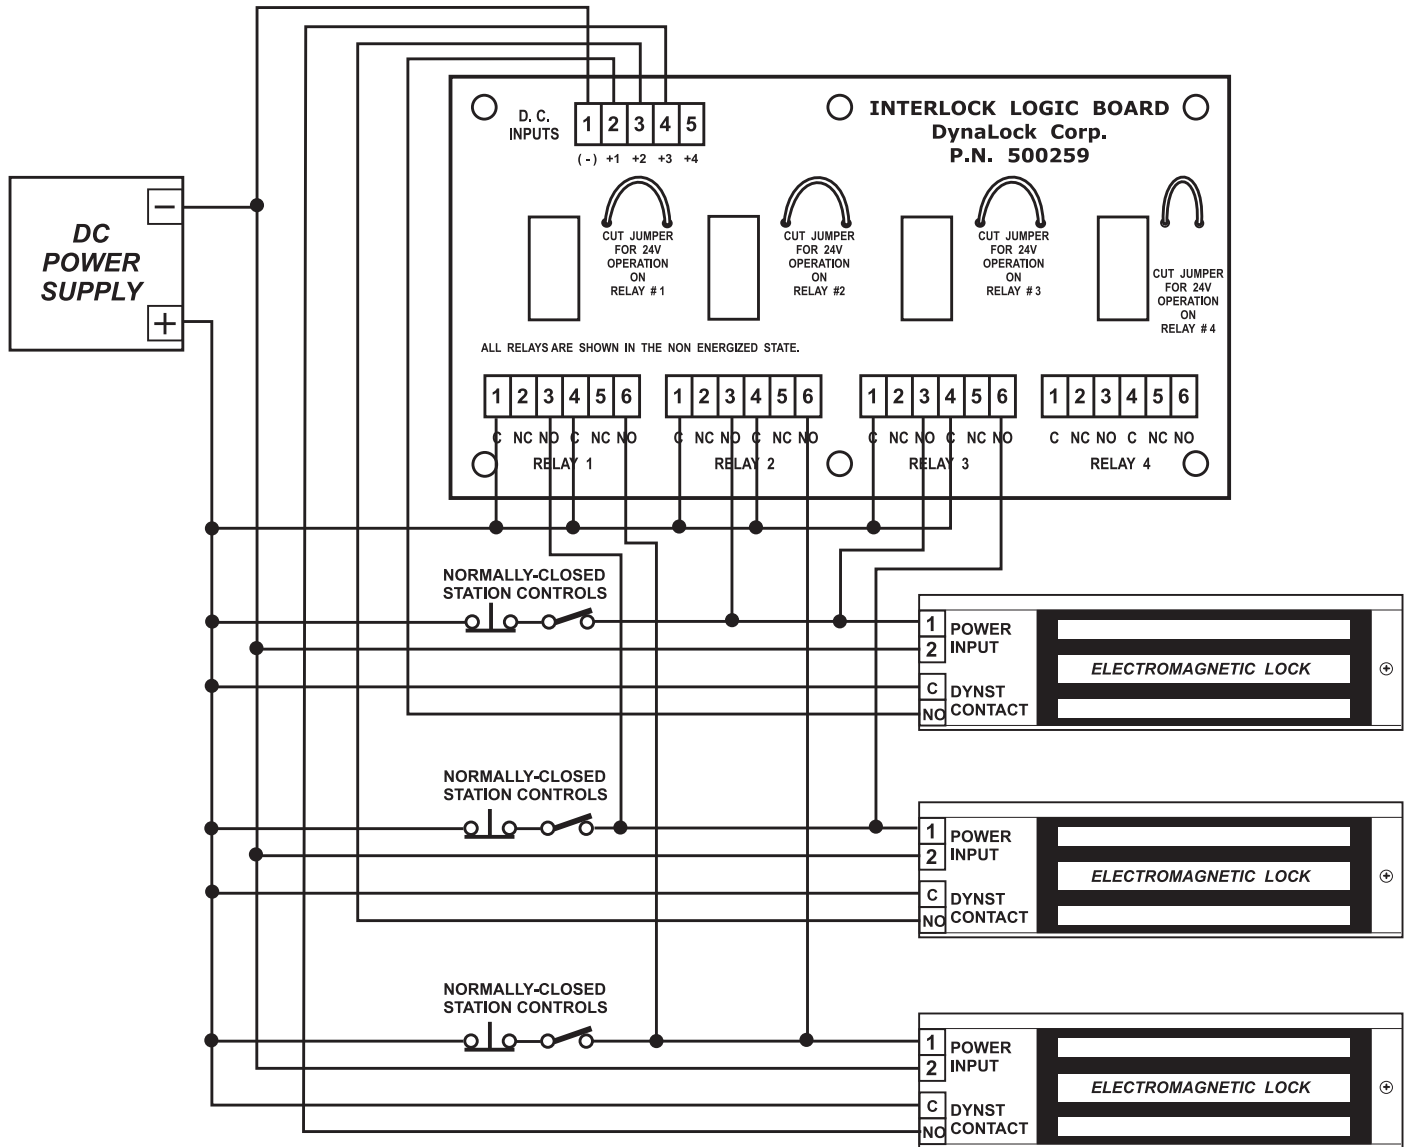 D. C.
INPUTS
1 2 3 4 5
(-) +1 +2 +3 +4
INTERLOCK LOGIC BOARD
DynaLock Corp.
P.N. 500259
DC
POWER
SUPPLY
−
+
CUT JUMPER
FOR 24V
OPERATION
ON
RELAY # 1
CUT JUMPER
FOR 24V
OPERATION
ON
RELAY #2
CUT JUMPER
FOR 24V
OPERATION
ON
RELAY # 3
CUT JUMPER
FOR 24V
OPERATION
ON
RELAY # 4
ALL RELAYS ARE SHOWN IN THE NON ENERGIZED STATE.
1 2 3 4 5 6
C NC NO C NC NO
RELAY 1
1 2 3 4 5 6
C NC NO C NC NO
RELAY 2
1 2 3 4 5 6
C NC NO C NC NO
RELAY 3
1 2 3 4 5 6
C NC NO C NC NO
RELAY 4
NORMALLY-CLOSED
STATION CONTROLS
1
2
POWER
INPUT
C
NO
DYNST
CONTACT
ELECTROMAGNETIC LOCK
NORMALLY-CLOSED
STATION CONTROLS
1
2
POWER
INPUT
C
NO
DYNST
CONTACT
ELECTROMAGNETIC LOCK
NORMALLY-CLOSED
STATION CONTROLS
1
2
POWER
INPUT
C
NO
DYNST
CONTACT
ELECTROMAGNETIC LOCK